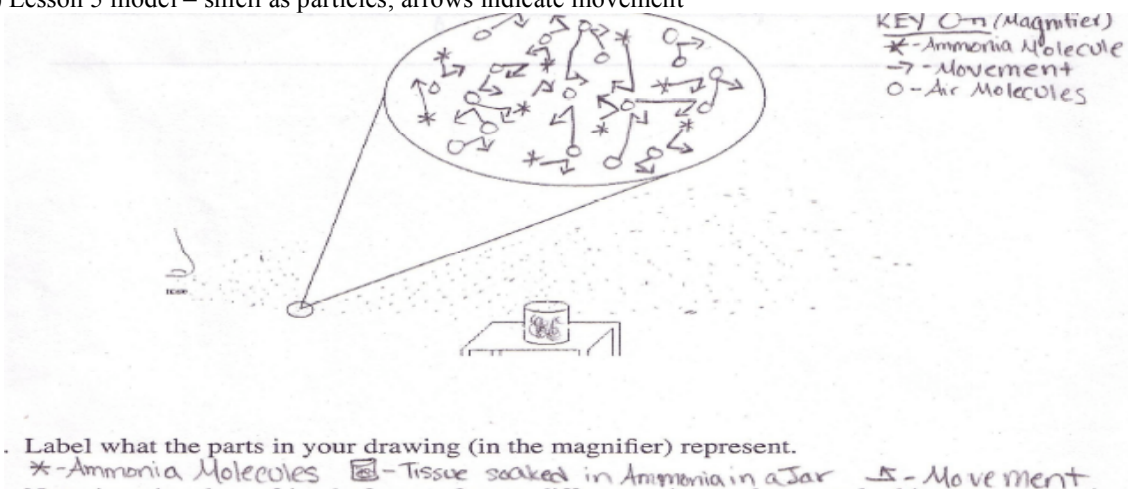 Lesson 5 model – smell as particles; arrows indicate movement
KEY On (Magnifier)
*-Ammonia Molecule
→-Movement
O-Air Molecules
nose
. Label what the parts in your drawing (in the magnifier) represent.
*-Ammonia Molecules -Tissue soaked in Ammonia in a Jar -Movement